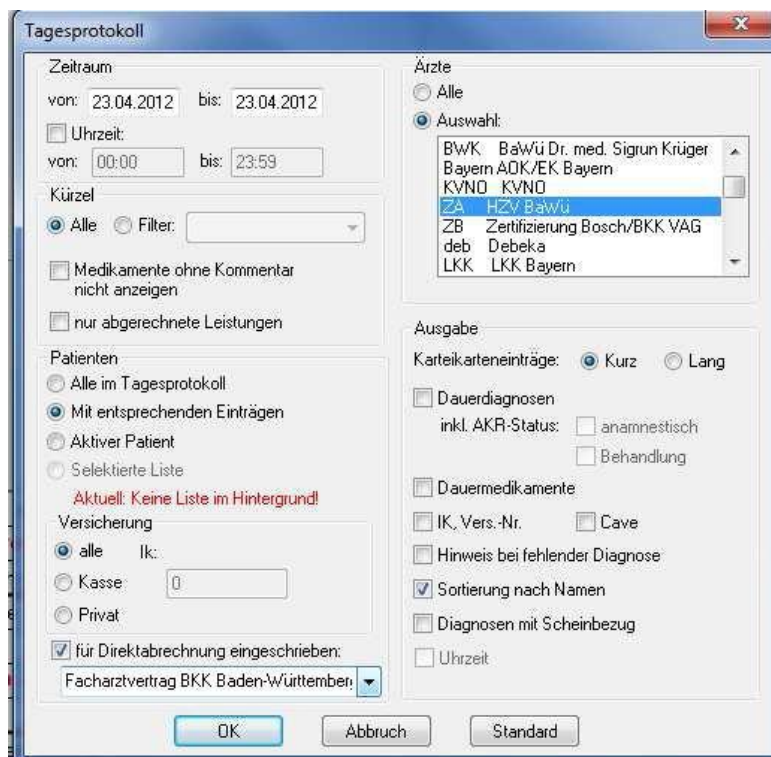 Tagesprotokoll
Zeitraum
von: 23.04.2012 bis: 23.04.2012
Uhrzeit:
von: 00:00 bis: 23:59
Kürzel
Alle Filter:
Medikamente ohne Kommentar
nicht anzeigen
nur abgerechnete Leistungen
Patienten
Alle im Tagesprotokoll
Mit entsprechenden Einträgen
Aktiver Patient
Selektierte Liste
Aktuell: Keine Liste im Hintergrund!
Versicherung
alle Ik:
Kasse 0
Privat
für Direktabrechnung eingeschrieben:
Facharztvertrag BKK Baden-Württember
Ärzte
Alle
Auswahl:
BWK BaWü Dr. med. Sigrun Krüger
Bayern AOK/EK Bayern
KVNO KVNO
ZA HZV BaWü
ZB Zertifizierung Bosch/BKK VAG
deb Debeka
LKK LKK Bayern
Ausgabe
Karteikarteneinträge: Kurz Lang
Dauerdiagnosen
inkl. AKR-Status: anamnestisch
Behandlung
Dauermedikamente
IK, Vers.-Nr. Cave
Hinweis bei fehlender Diagnose
Sortierung nach Namen
Diagnosen mit Scheinbezug
Uhrzeit
OK Abbruch Standard